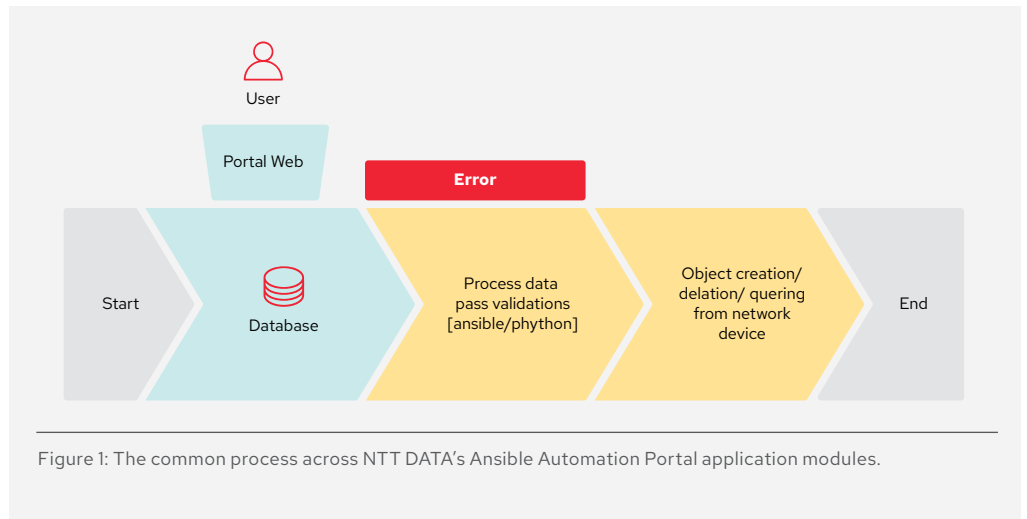 User
Portal Web
Error
Start
Database
Process data
pass validations
[ansible/phython]
Object creation/
delation/ quering
from network
device
End
Figure 1: The common process across NTT DATA's Ansible Automation Portal application modules.